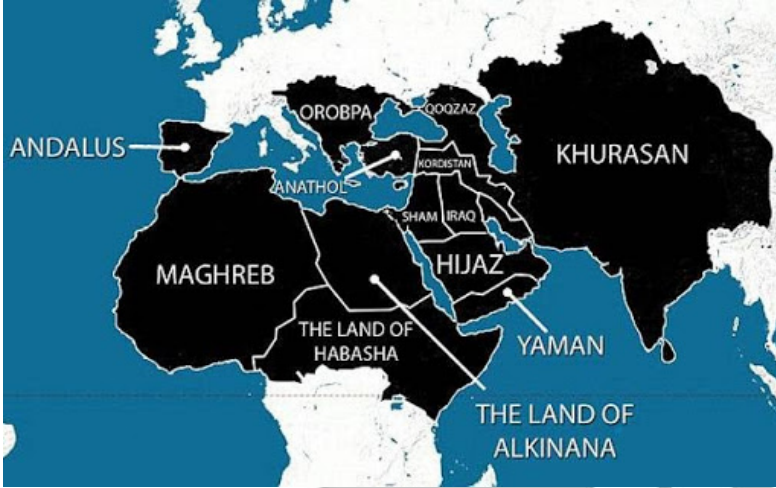 OROBPA
QOQZAZ
ANDALUS
KHURASAN
KORDISTAN
ANATHOL
SHAM
IRAQ
HIJAZ
MAGHREB
THE LAND OF
HABASHA
YAMAN
THE LAND OF
ALKINANA